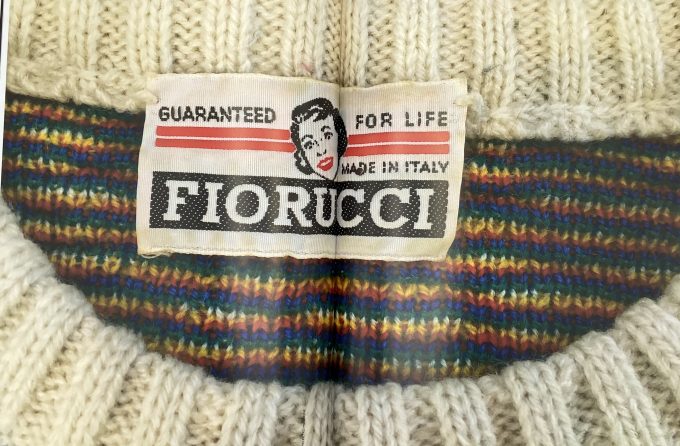 GUARANTEED FOR LIFE
MADE IN ITALY
FIORUCCI